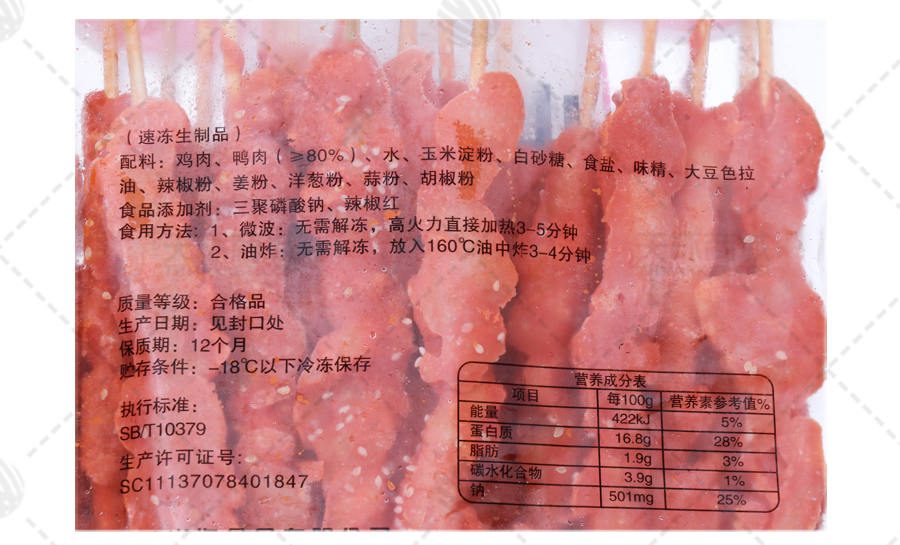 （速冻生制品）
配料：鸡肉、鸭肉（≥80%）、水、玉米淀粉、白砂糖、食盐、味精、大豆色拉
油、辣椒粉、姜粉、洋葱粉、蒜粉、胡椒粉
食品添加剂：三聚磷酸钠、辣椒红
食用方法：1、微波：无需解冻，高火力直接加热3-5分钟
2、油炸：无需解冻，放入160℃油中炸3-4分钟
质量等级：合格品
生产日期：见封口处
保质期：12个月
贮存条件：-18℃以下冷冻保存
执行标准：
SB/T10379
生产许可证号：
SC11137078401847
营养成分表
项目 每100g 营养素参考值%
能量 422kJ 5%
蛋白质 16.8g 28%
脂肪 1.9g 3%
碳水化合物 3.9g 1%
钠 501mg 25%